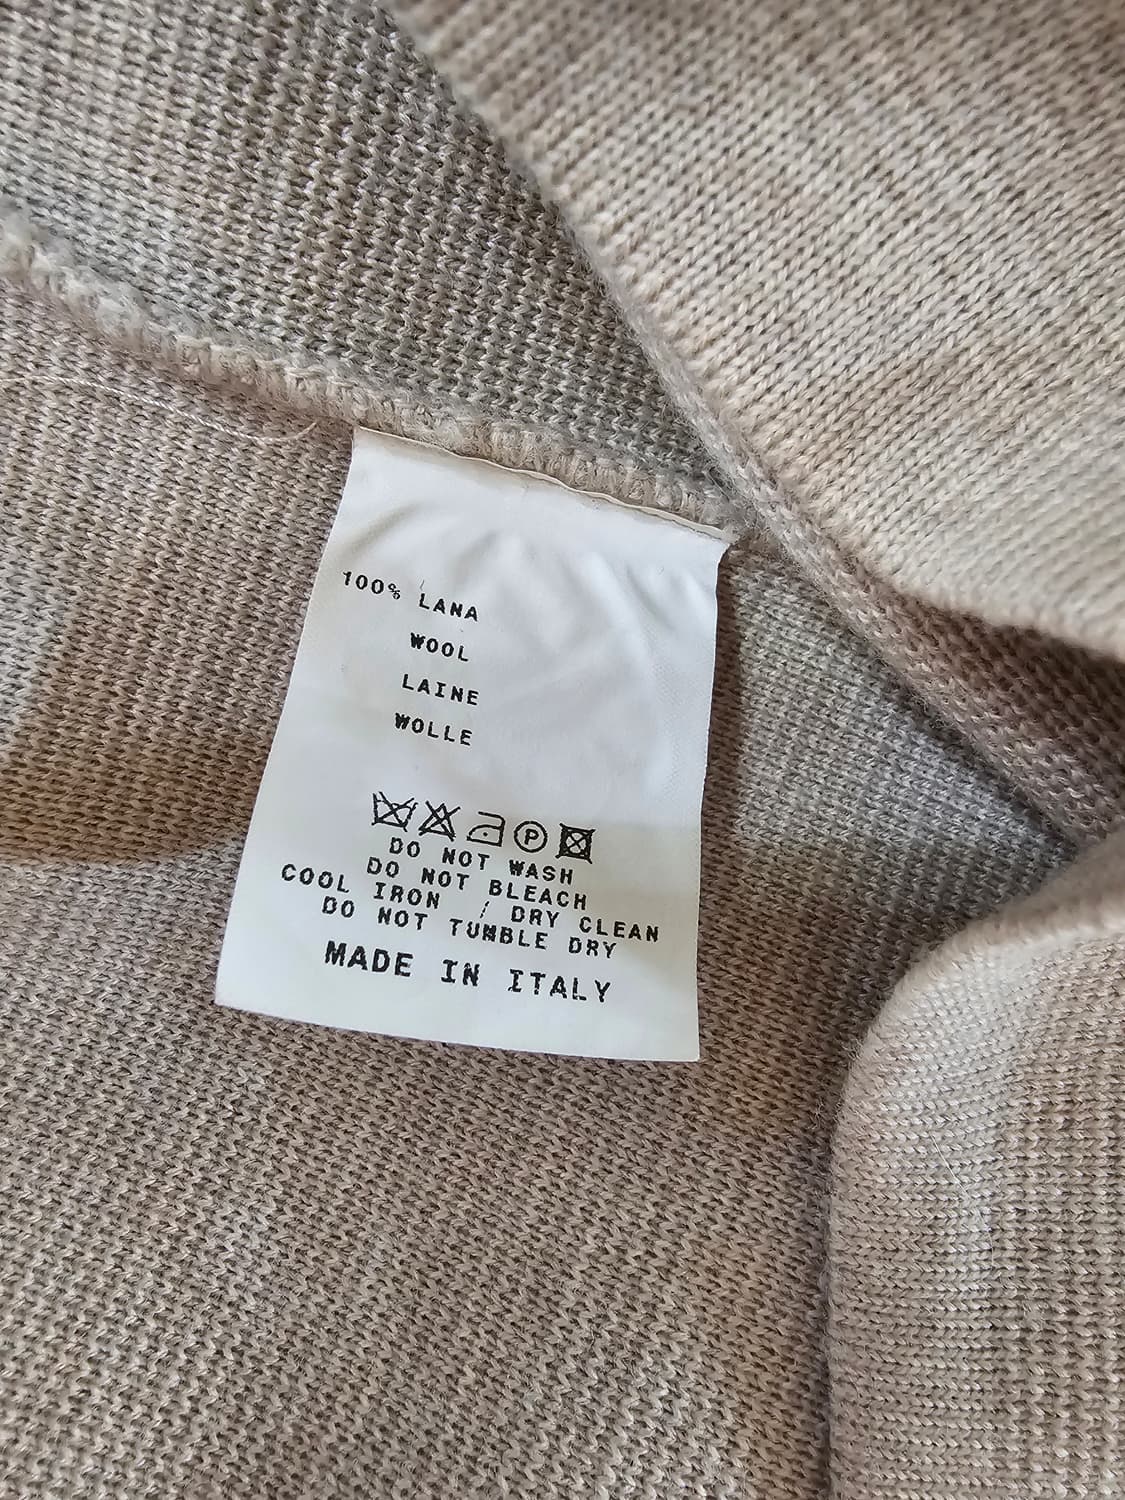 100% LANA
WOOL
LAINE
WOLLE
P
DO NOT WASH
DO NOT BLEACH
COOL IRON / DRY CLEAN
DO NOT TUMBLE DRY
MADE IN ITALY